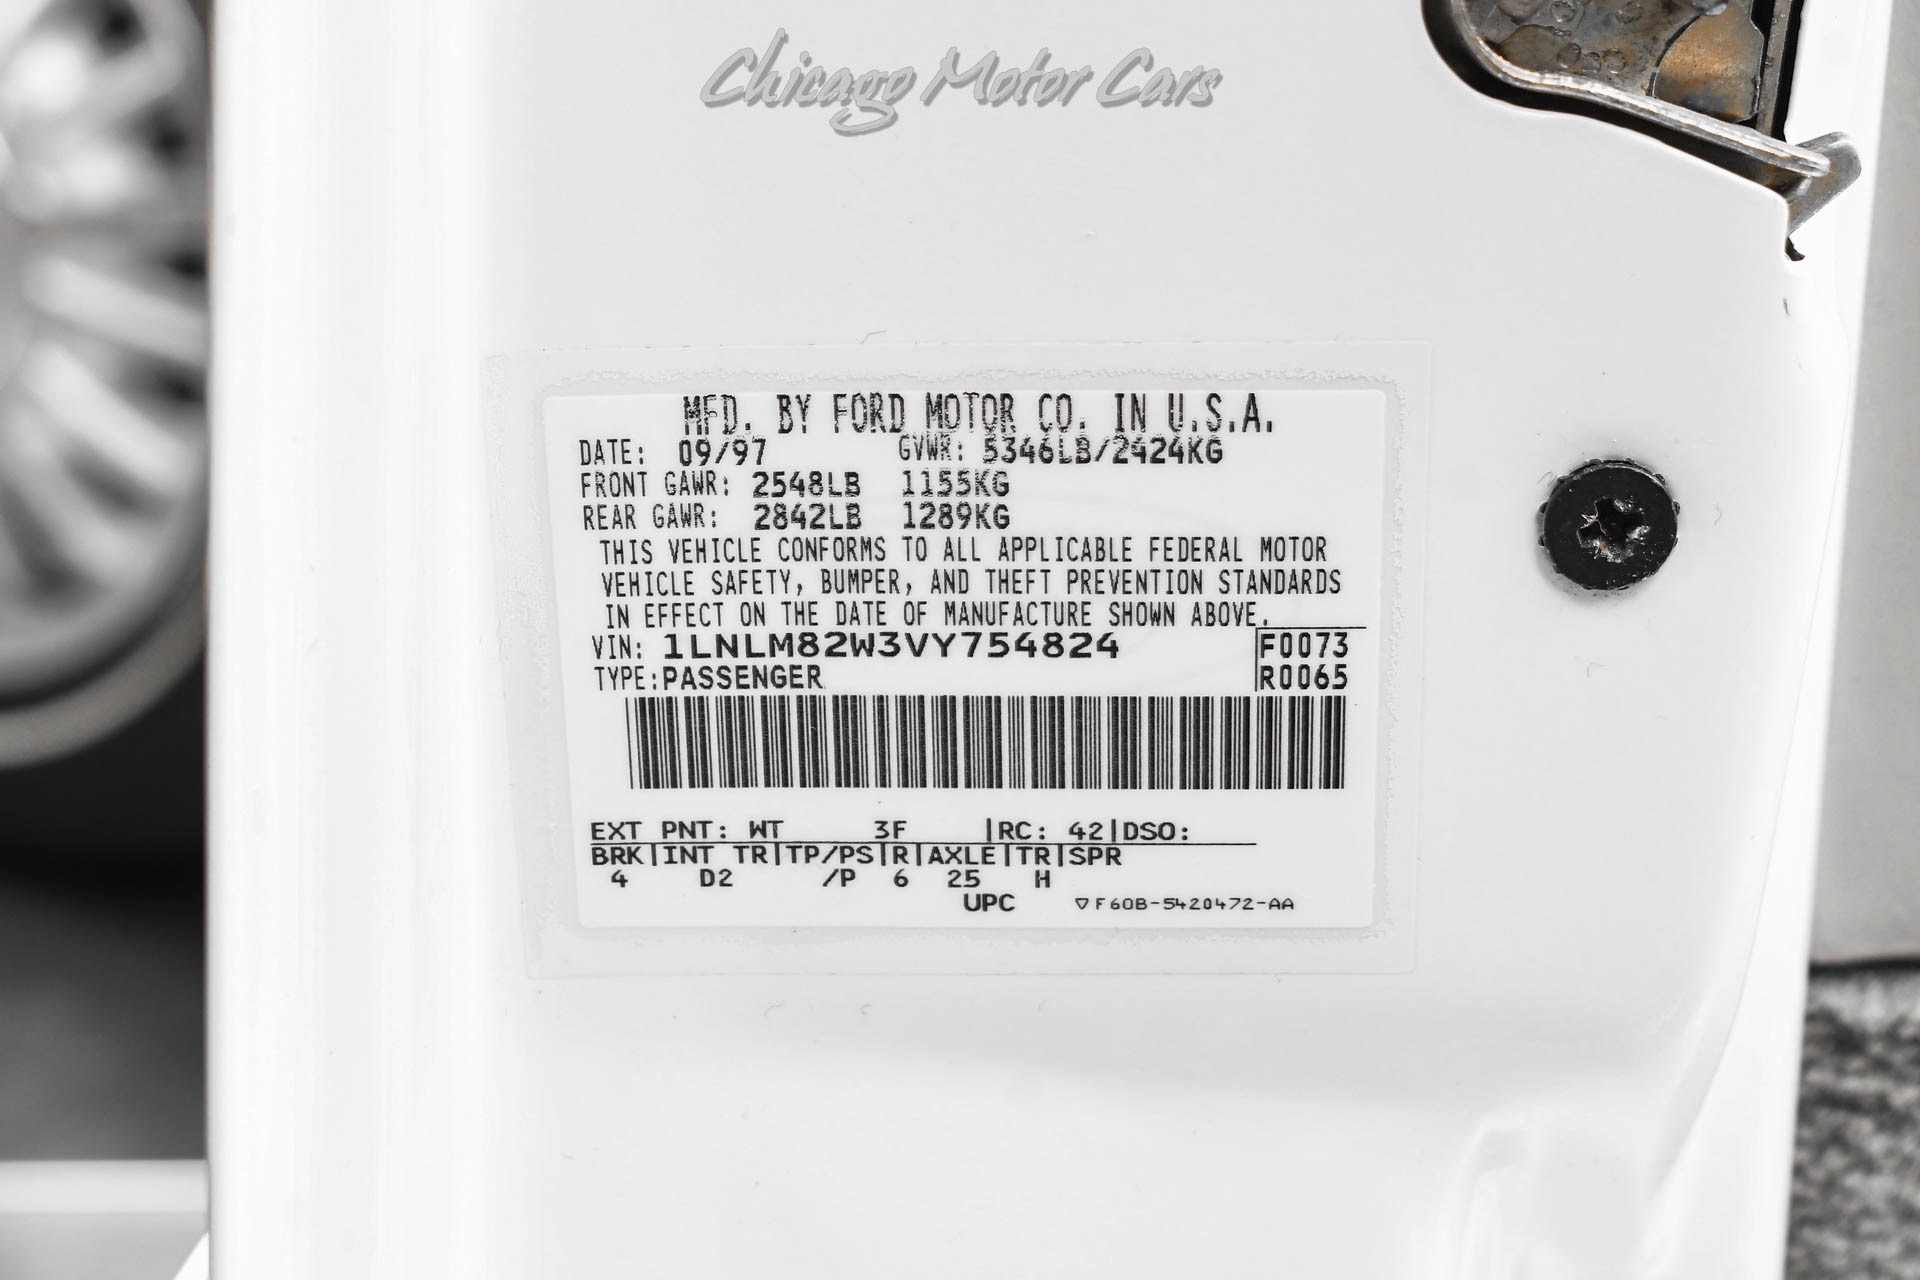 Chicago Motor Cars
MFD. BY FORD MOTOR CO. IN U.S.A.
DATE: 09/97 GVWR: 5346LB/2424KG
FRONT GAWR: 2548LB 1155KG
REAR GAWR: 2842LB 1289KG
THIS VEHICLE CONFORMS TO ALL APPLICABLE FEDERAL MOTOR
VEHICLE SAFETY, BUMPER, AND THEFT PREVENTION STANDARDS
IN EFFECT ON THE DATE OF MANUFACTURE SHOWN ABOVE.
VIN: 1LNLM82W3VY754824 F0073
TYPE:PASSENGER R0065
EXT PNT: WT 3F |RC: 42|DSO:
BRK|INT TR|TP/PS|R|AXLE|TR|SPR
4 D2 /P 6 25 H
UPC ▽F60B-5420472-AA